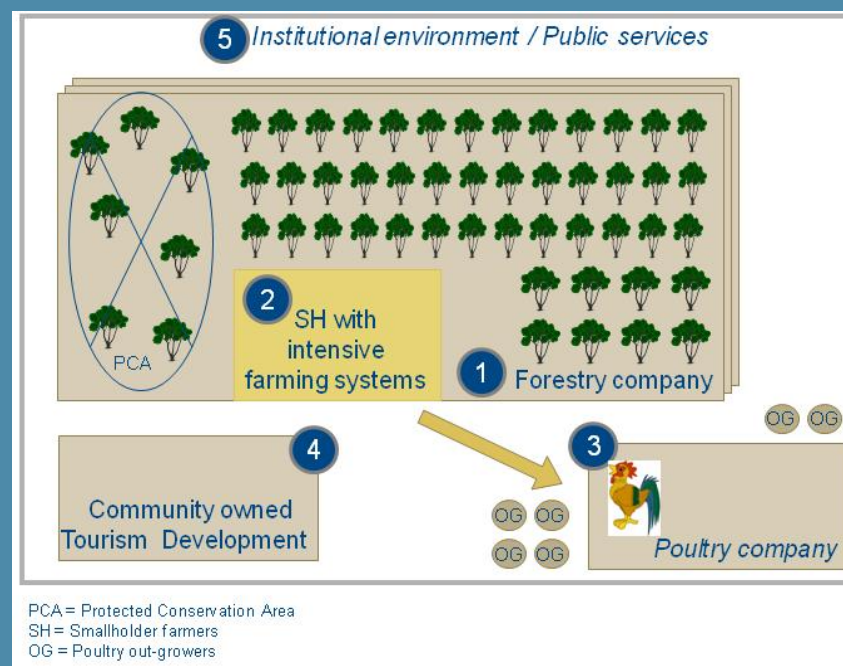 5 Institutional environment / Public services
PCA
2
SH with
intensive
farming systems
1 Forestry company
OG OG
4
Community owned
Tourism Development
3
OG OG
OG OG
Poultry company
PCA = Protected Conservation Area
SH = Smallholder farmers
OG = Poultry out-growers